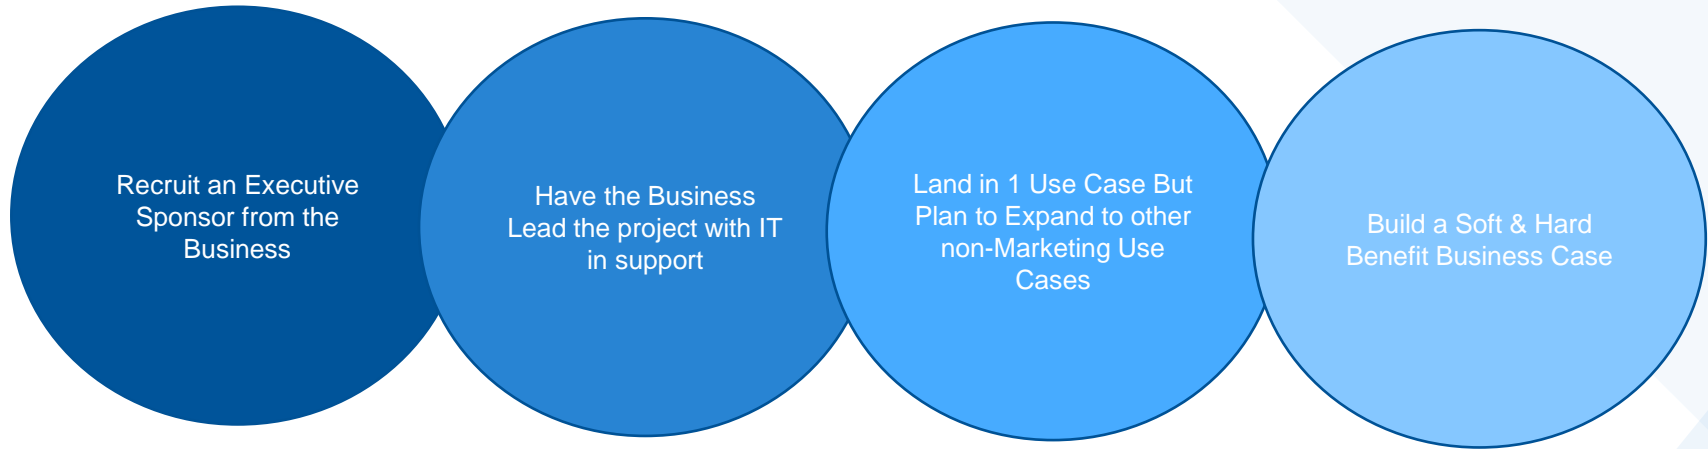 Recruit an Executive
Sponsor from the
Business
Have the Business
Lead the project with IT
in support
Land in 1 Use Case But
Plan to Expand to other
non-Marketing Use
Cases
Build a Soft & Hard
Benefit Business Case